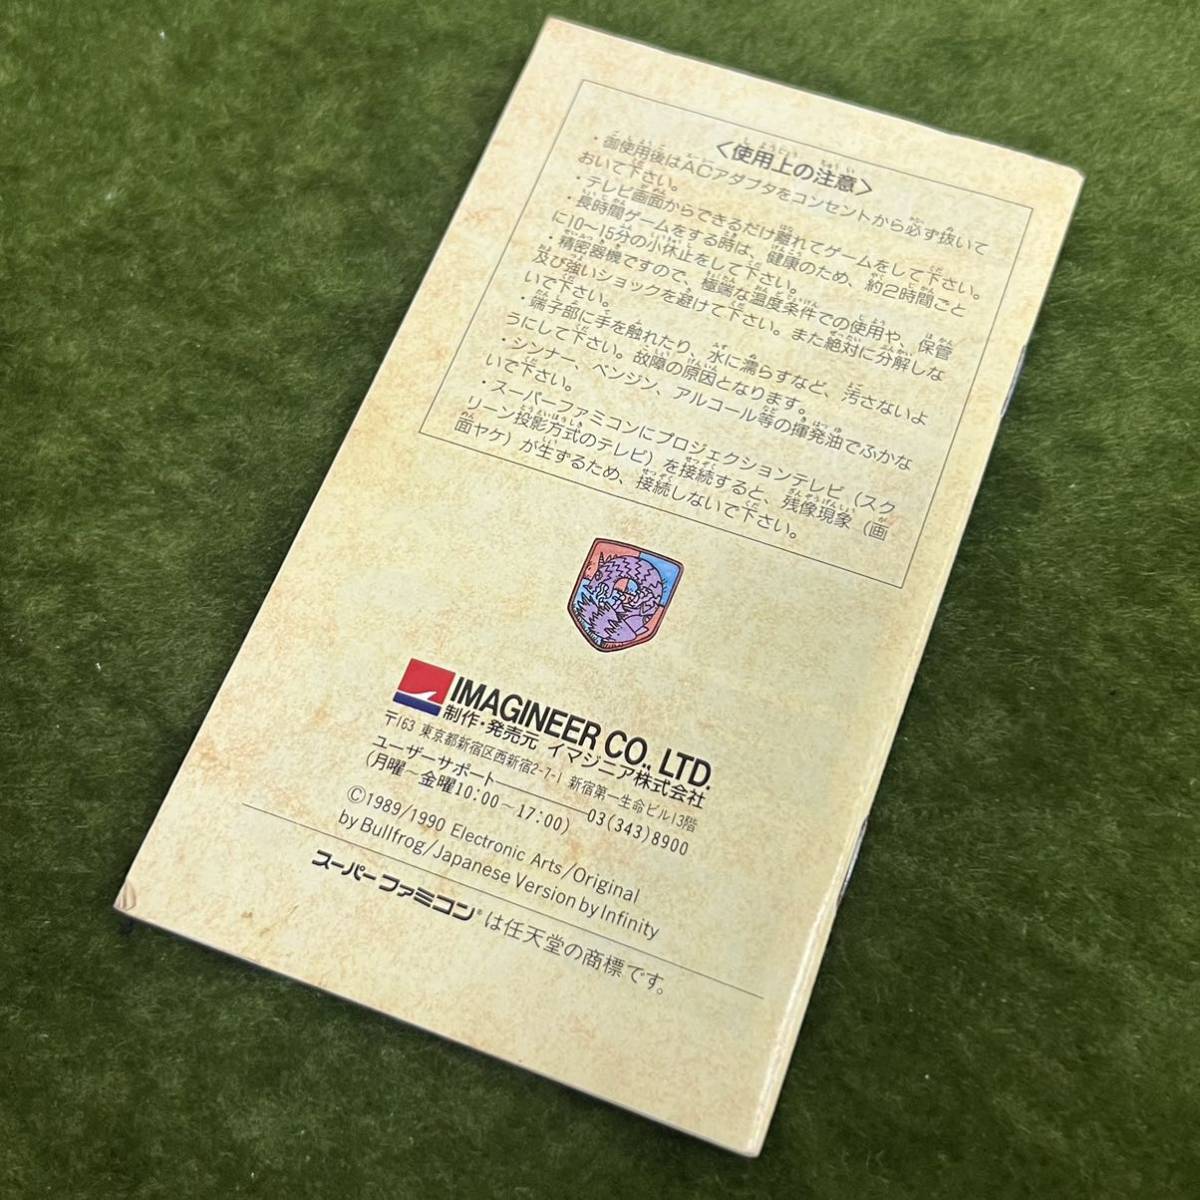 ＜使用上の注意＞
・御使用後はACアダプタをコンセントから必ず抜いて
おいて下さい。
・テレビ画面からできるだけ離れてゲームをして下さい。
・長時間ゲームをする時は、健康のため、約2時間ごと
に10〜15分の小休止をして下さい。
・精密器機ですので、極端な温度条件での使用や、保管
及び強いショックを避けて下さい。また絶対に分解しな
いで下さい。
・端子部に手を触れたり、水に濡らすなど、汚さないよ
うにして下さい。故障の原因となります。
・シンナー、ベンジン、アルコール等の揮発油でふかな
いで下さい。
・スーパーファミコンにプロジェクションテレビ（スク
リーン投影方式のテレビ）を接続すると、残像現象（画
面ヤケ）が生ずるため、接続しないで下さい。
IMAGINEER CO., LTD.
制作・発売元 イマジニア株式会社
〒163 東京都新宿区西新宿2-7-1 新宿第一生命ビル13階
ユーザーサポート――――03(343)8900
(月曜〜金曜10:00〜17:00)
©1989/1990 Electronic Arts/Original
by Bullfrog/Japanese Version by Infinity
スーパーファミコン®は任天堂の商標です。